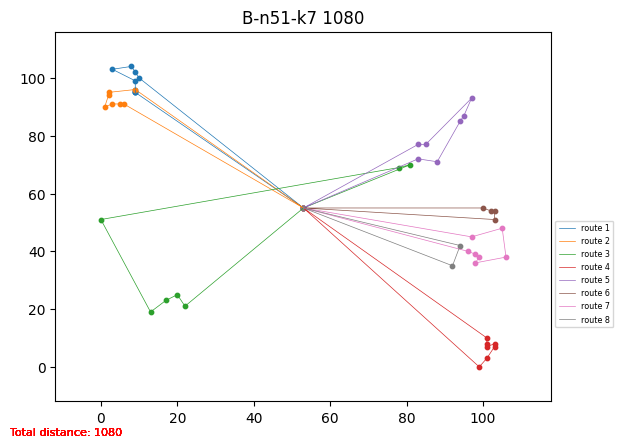 B-n51-k7 1080
100
80
60
40
20
0
0 20 40 60 80 100
route 1
route 2
route 3
route 4
route 5
route 6
route 7
route 8
Total distance: 1080